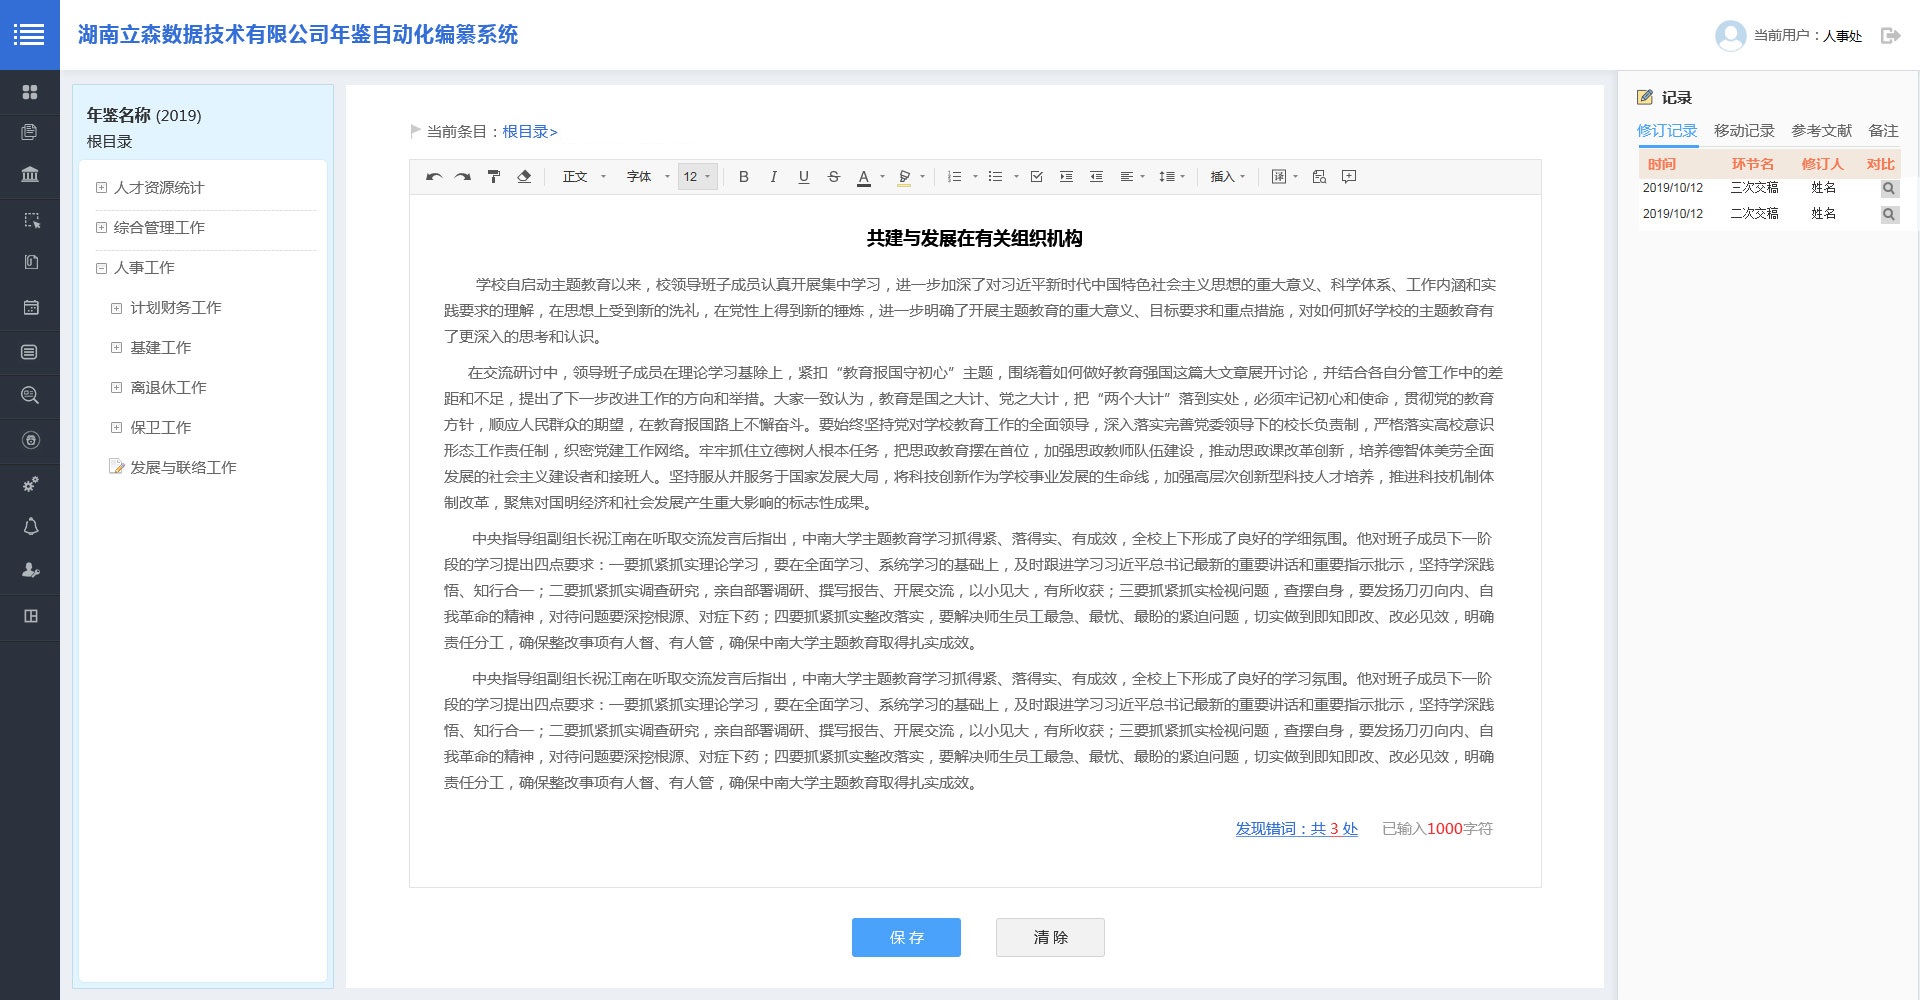 湖南立森数据技术有限公司年鉴自动化编纂系统
当前用户：人事处
年鉴名称 (2019)
根目录
人才资源统计
综合管理工作
人事工作
计划财务工作
基建工作
离退休工作
保卫工作
发展与联络工作
当前条目：根目录>
正文 字体 12 B I U S A 插入 译
共建与发展在有关组织机构
学校自启动主题教育以来，校领导班子成员认真开展集中学习，进一步加深了对习近平新时代中国特色社会主义思想的重大意义、科学体系、工作内涵和实
践要求的理解，在思想上受到新的洗礼，在党性上得到新的锤炼，进一步明确了开展主题教育的重大意义、目标要求和重点措施，对如何抓好学校的主题教育有
了更深入的思考和认识。
在交流研讨中，领导班子成员在理论学习基除上，紧扣“教育报国守初心”主题，围绕着如何做好教育强国这篇大文章展开讨论，并结合各自分管工作中的差
距和不足，提出了下一步改进工作的方向和举措。大家一致认为，教育是国之大计、党之大计，把“两个大计”落到实处，必须牢记初心和使命，贯彻党的教育
方针，顺应人民群众的期望，在教育报国路上不懈奋斗。要始终坚持党对学校教育工作的全面领导，深入落实完善党委领导下的校长负责制，严格落实高校意识
形态工作责任制，织密党建工作网络。牢牢抓住立德树人根本任务，把思政教育摆在首位，加强思政教师队伍建设，推动思政课改革创新，培养德智体美劳全面
发展的社会主义建设者和接班人。坚持服从并服务于国家发展大局，将科技创新作为学校事业发展的生命线，加强高层次创新型科技人才培养，推进科技机制体
制改革，聚焦对国明经济和社会发展产生重大影响的标志性成果。
中央指导组副组长祝江南在听取交流发言后指出，中南大学主题教育学习抓得紧、落得实、有成效，全校上下形成了良好的学细氛围。他对班子成员下一阶
段的学习提出四点要求：一要抓紧抓实理论学习，要在全面学习、系统学习的基础上，及时跟进学习习近平总书记最新的重要讲话和重要指示批示，坚持学深践
悟、知行合一；二要抓紧抓实调查研究，亲自部署调研、撰写报告、开展交流，以小见大，有所收获；三要抓紧抓实检视问题，查摆自身，要发扬刀刃向内、自
我革命的精神，对待问题要深挖根源、对症下药；四要抓紧抓实整改落实，要解决师生员工最急、最忧、最盼的紧迫问题，切实做到即知即改、改必见效，明确
责任分工，确保整改事项有人督、有人管，确保中南大学主题教育取得扎实成效。
中央指导组副组长祝江南在听取交流发言后指出，中南大学主题教育学习抓得紧、落得实、有成效，全校上下形成了良好的学习氛围。他对班子成员下一阶
段的学习提出四点要求：一要抓紧抓实理论学习，要在全面学习、系统学习的基础上，及时跟进学习习近平总书记最新的重要讲话和重要指示批示，坚持学深践
悟、知行合一；二要抓紧抓实调查研究，亲自部署调研、撰写报告、开展交流，以小见大，有所收获；三要抓紧抓实检视问题，查摆自身，要发扬刀刃向内、自
我革命的精神，对待问题要深挖根源、对症下药；四要抓紧抓实整改落实，要解决师生员工最急、最忧、最盼的紧迫问题，切实做到即知即改、改必见效，明确
责任分工，确保整改事项有人督、有人管，确保中南大学主题教育取得扎实成效。
发现错词：共 3 处 已输入1000字符
保 存 清 除
记录
修订记录 移动记录 参考文献 备注
时间 环节名 修订人 对比
2019/10/12 三次交稿 姓名
2019/10/12 二次交稿 姓名